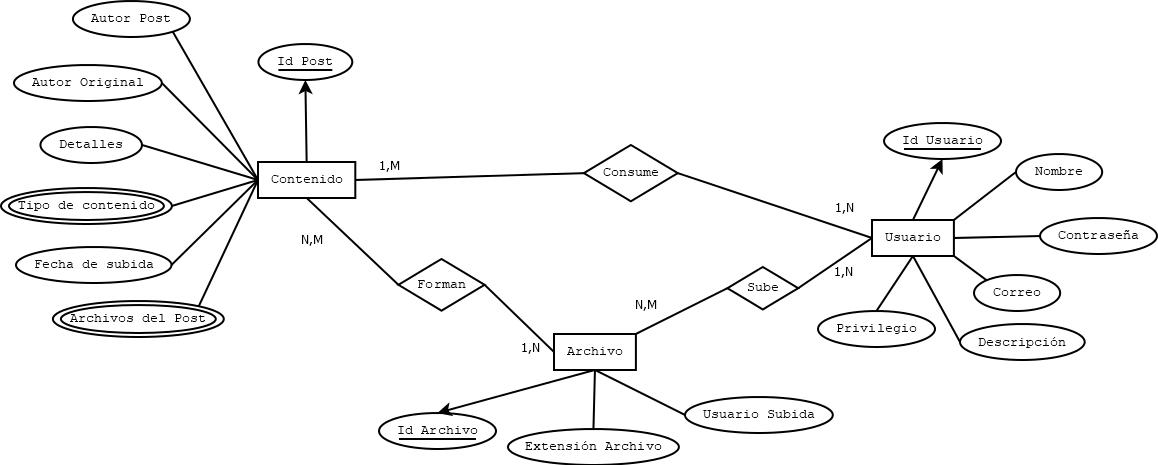 Autor Post
Id Post
Autor Original
Detalles
Id Usuario
Nombre
1,M
Consume
Contenido
Tipo de contenido
1,N
Usuario
Contraseña
N,M
Fecha de subida
1,N
Forman
Sube
Correo
N,M
Archivos del Post
Privilegio
Descripción
1,N
Archivo
Usuario Subida
Id Archivo
Extensión Archivo